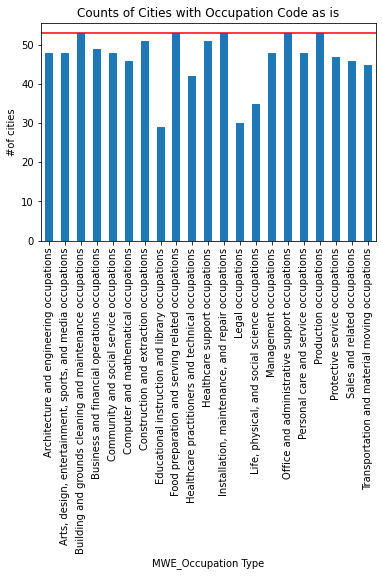 Counts of Cities with Occupation Code as is
50
40
30
20
10
0
#of cities
Architecture and engineering occupations
Arts, design, entertainment, sports, and media occupations
Building and grounds cleaning and maintenance occupations
Business and financial operations occupations
Community and social service occupations
Computer and mathematical occupations
Construction and extraction occupations
Educational instruction and library occupations
Food preparation and serving related occupations
Healthcare practitioners and technical occupations
Healthcare support occupations
Installation, maintenance, and repair occupations
Legal occupations
Life, physical, and social science occupations
Management occupations
Office and administrative support occupations
Personal care and service occupations
Production occupations
Protective service occupations
Sales and related occupations
Transportation and material moving occupations
MWE_Occupation Type